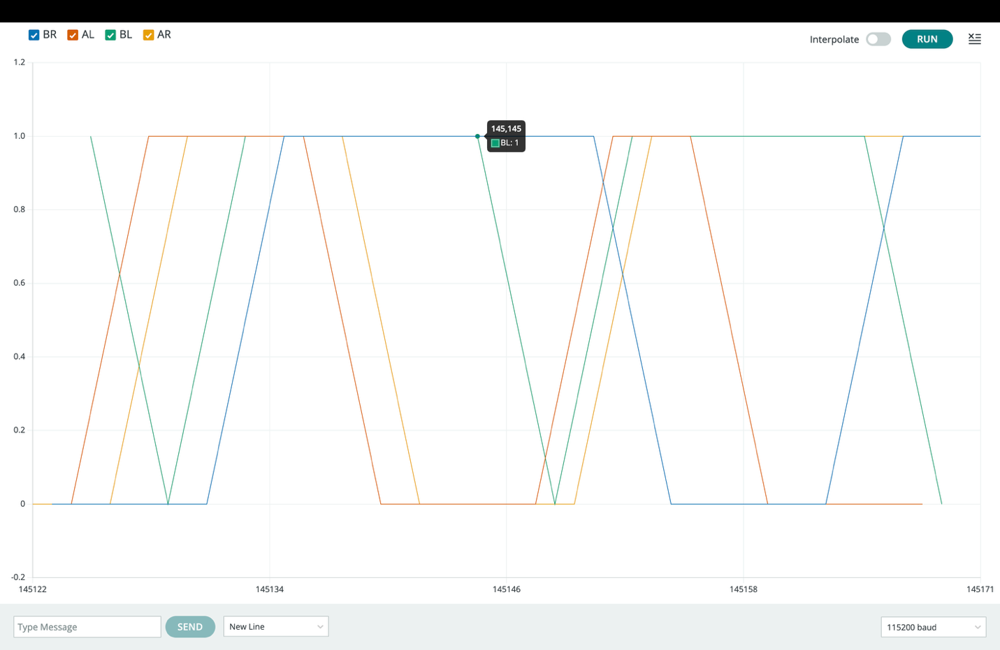 BR AL BL AR
Interpolate RUN
1.2
1.0
145,145
BL: 1
0.8
0.6
0.4
0.2
0
-0.2
145122 145134 145146 145158 145171
Type Message SEND New Line 115200 baud